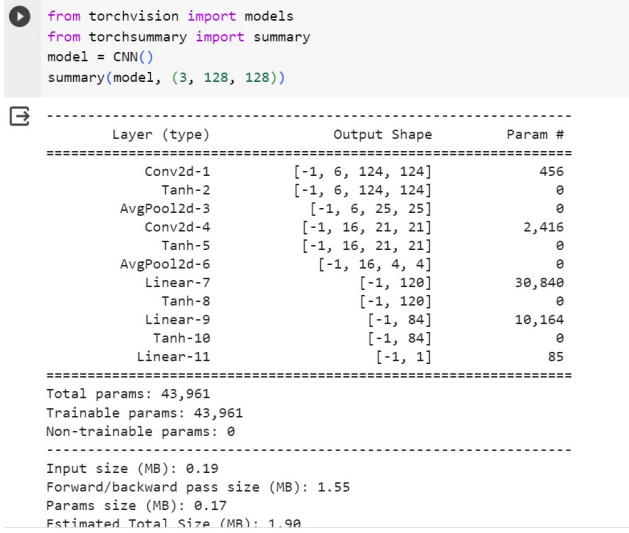 from torchvision import models
from torchsummary import summary
model = CNN()
summary(model, (3, 128, 128))
----------------------------------------------------------------
Layer (type) Output Shape Param #
================================================================
Conv2d-1 [-1, 6, 124, 124] 456
Tanh-2 [-1, 6, 124, 124] 0
AvgPool2d-3 [-1, 6, 25, 25] 0
Conv2d-4 [-1, 16, 21, 21] 2,416
Tanh-5 [-1, 16, 21, 21] 0
AvgPool2d-6 [-1, 16, 4, 4] 0
Linear-7 [-1, 120] 30,840
Tanh-8 [-1, 120] 0
Linear-9 [-1, 84] 10,164
Tanh-10 [-1, 84] 0
Linear-11 [-1, 1] 85
================================================================
Total params: 43,961
Trainable params: 43,961
Non-trainable params: 0
----------------------------------------------------------------
Input size (MB): 0.19
Forward/backward pass size (MB): 1.55
Params size (MB): 0.17
Estimated Total Size (MB): 1.90